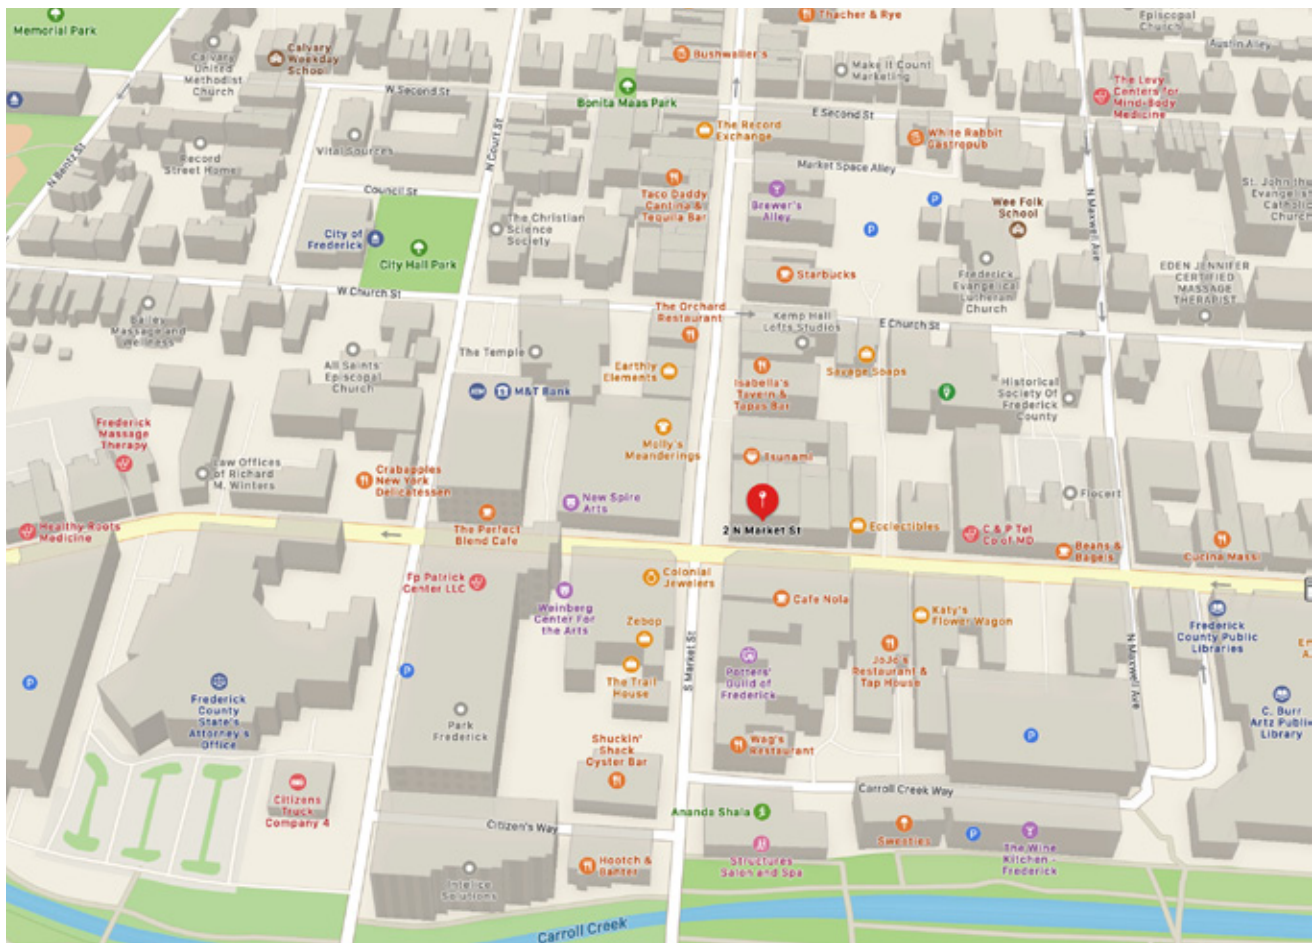 Memorial Park
Calvary
United
Methodist
Church
Calvary
Weekday
School
Thacher & Rye
Episcopal
Church
Austin Alley
Bushwaller's
Make It Count
Marketing
The Levy
Centers for
Mind-Body
Medicine
W Second St
Bonita Maas Park
E Second St
The Record
Exchange
White Rabbit
Gastropub
Vital Sources
N Court St
N Bentz St
Record
Street Home
Market Space Alley
Council St
Taco Daddy
Cantina &
Tequila Bar
Brewer's
Alley
Wee Folk
School
N Maxwell Ave
St. John the
Evangelist
Catholic
Church
The Christian
Science
Society
City of
Frederick
City Hall Park
Starbucks
Frederick
Evangelical
Lutheran
Church
EDEN JENNIFER
CERTIFIED
MASSAGE
THERAPIST
W Church St
The Orchard
Restaurant
Kemp Hall
Lofts Studios
E Church St
Bailey
Massage and
Wellness
The Temple
All Saints'
Episcopal
Church
Earthly
Elements
Isabella's
Tavern &
Tapas Bar
Savage Soaps
M&T Bank
Historical
Society Of
Frederick
County
Frederick
Massage
Therapy
Molly's
Meanderings
Tsunami
Law Offices
of Richard
M. Winters
Crabapples
New York
Delicatessen
New Spire
Arts
Flocert
2 N Market St
Ecclectibles
C & P Tel
Co of MD
Healthy Roots
Medicine
The Perfect
Blend Cafe
Beans &
Bagels
Cucina Massi
Fp Patrick
Center LLC
Colonial
Jewelers
Weinberg
Center For
the Arts
Cafe Nola
Katy's
Flower Wagon
Frederick
County Public
Libraries
Zebop
S Market St
N Maxwell Ave
The Trail
House
Potters'
Guild of
Frederick
JoJo's
Restaurant &
Tap House
Frederick
County
State's
Attorney's
Office
Park
Frederick
C. Burr
Artz Public
Library
Shuckin'
Shack
Oyster Bar
Wag's
Restaurant
Citizens
Truck
Company 4
Carroll Creek Way
Ananda Shala
Citizen's Way
Sweeties
The Wine
Kitchen -
Frederick
Structures
Salon and Spa
Hootch &
Banter
Intelice
Solutions
Carroll Creek